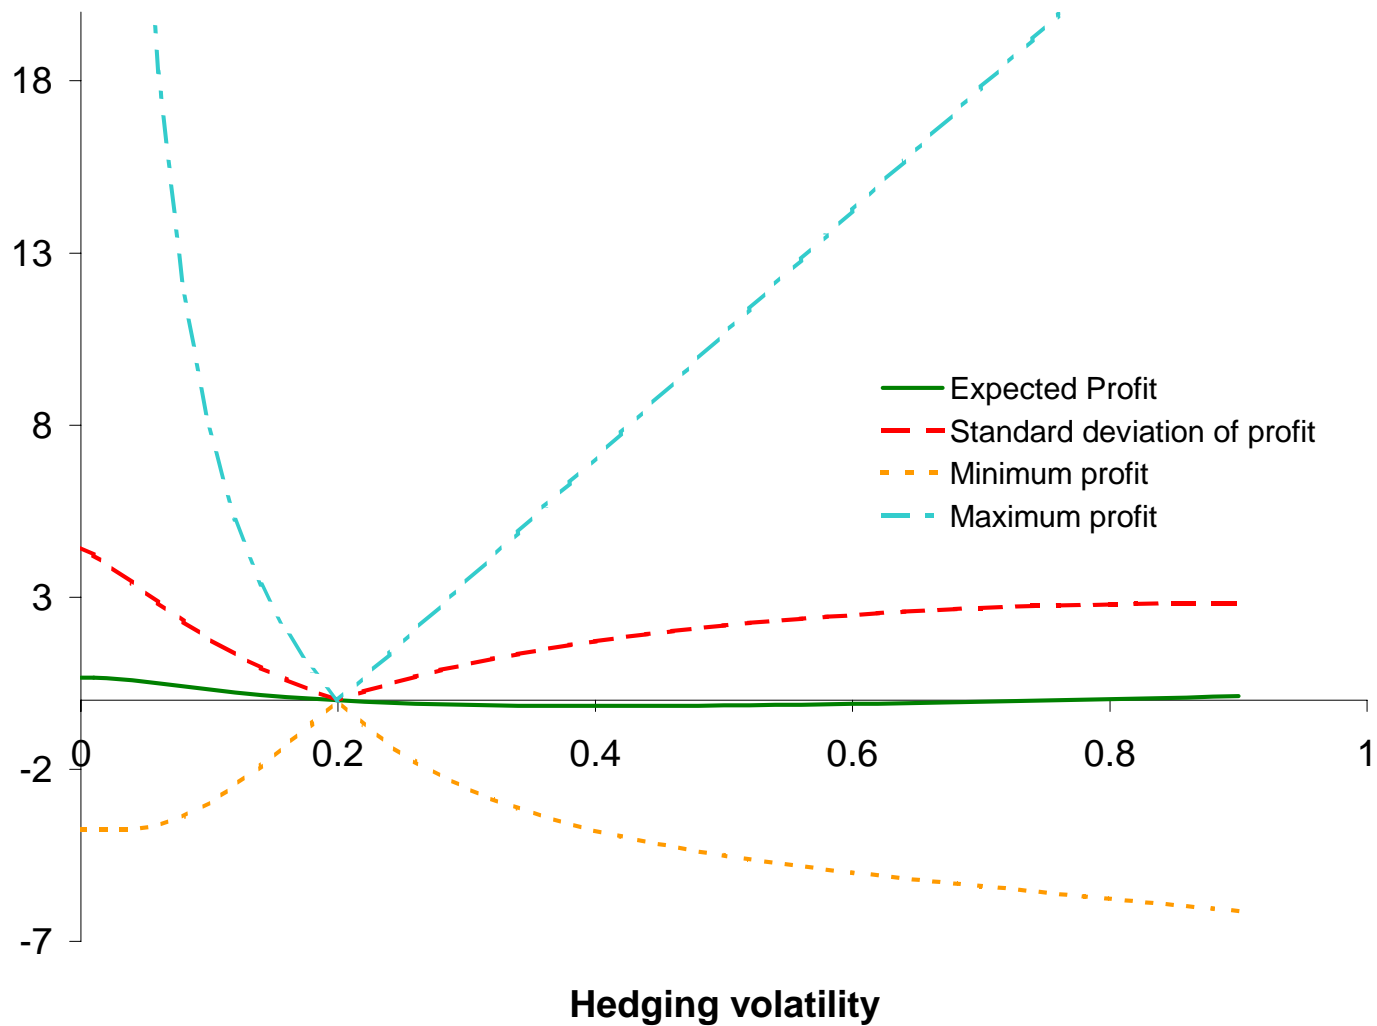 18
13
8
3
-2
-7
0
0.2
0.4
0.6
0.8
1
Expected Profit
Standard deviation of profit
Minimum profit
Maximum profit
Hedging volatility